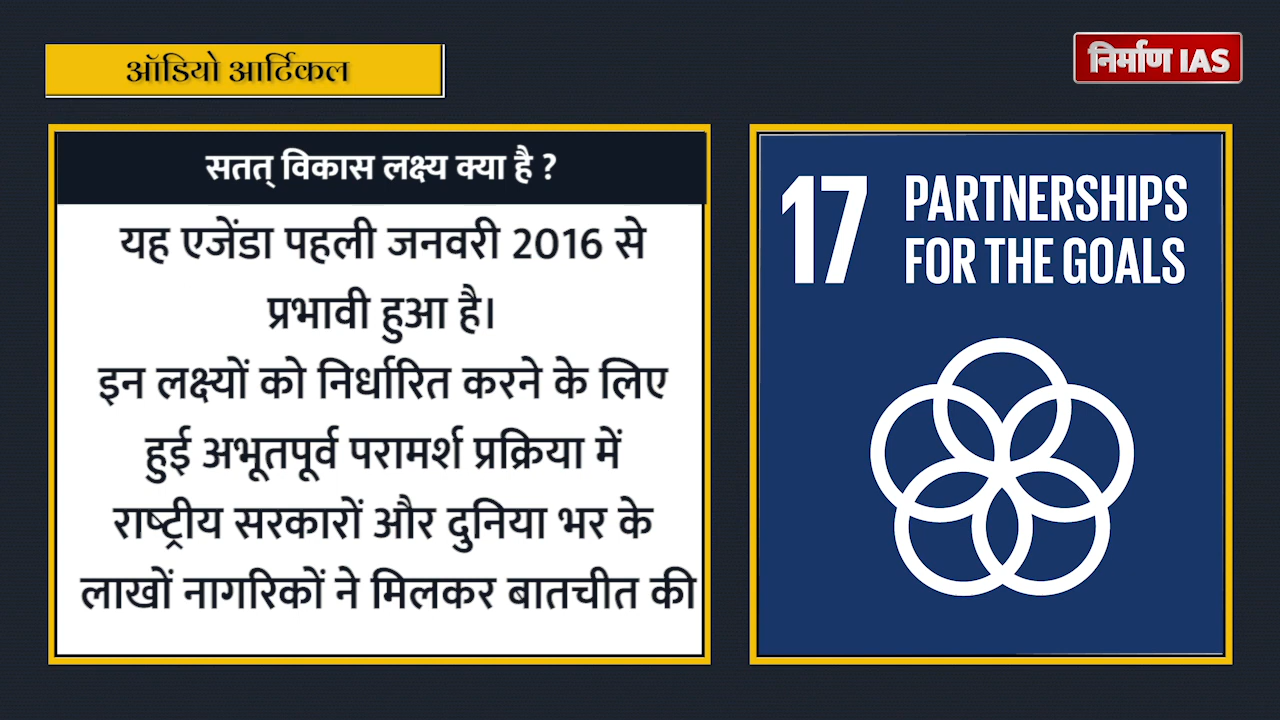 ऑडियो आर्टिकल
निर्माण IAS
सतत् विकास लक्ष्य क्या है ?
यह एजेंडा पहली जनवरी 2016 से
प्रभावी हुआ है।
इन लक्ष्यों को निर्धारित करने के लिए
हुई अभूतपूर्व परामर्श प्रक्रिया में
राष्ट्रीय सरकारों और दुनिया भर के
लाखों नागरिकों ने मिलकर बातचीत की
17
PARTNERSHIPS
FOR THE GOALS